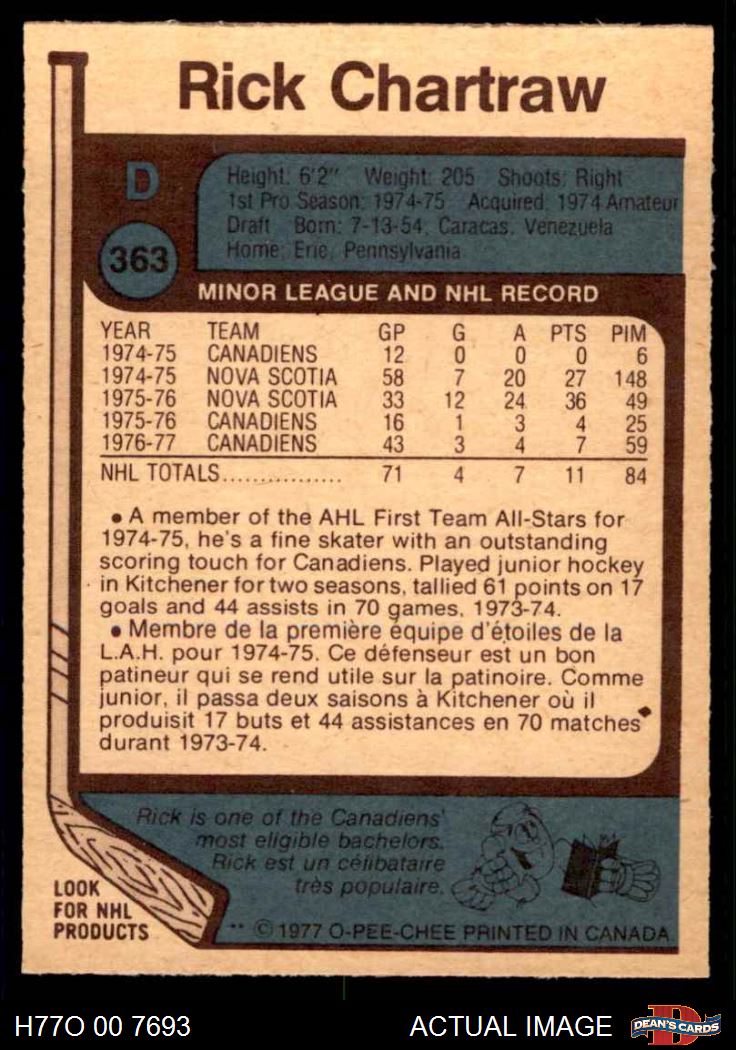 Rick Chartraw
D
363
Height: 6'2" Weight: 205 Shoots: Right
1st Pro Season: 1974-75 Acquired: 1974 Amateur
Draft Born: 7-13-54, Caracas, Venezuela
Home: Erie, Pennsylvania
MINOR LEAGUE AND NHL RECORD
YEAR TEAM GP G A PTS PIM
1974-75 CANADIENS 12 0 0 0 6
1974-75 NOVA SCOTIA 58 7 20 27 148
1975-76 NOVA SCOTIA 33 12 24 36 49
1975-76 CANADIENS 16 1 3 4 25
1976-77 CANADIENS 43 3 4 7 59
NHL TOTALS................ 71 4 7 11 84
• A member of the AHL First Team All-Stars for
1974-75, he's a fine skater with an outstanding
scoring touch for Canadiens. Played junior hockey
in Kitchener for two seasons, tallied 61 points on 17
goals and 44 assists in 70 games, 1973-74.
• Membre de la première équipe d'étoiles de la
L.A.H. pour 1974-75. Ce défenseur est un bon
patineur qui se rend utile sur la patinoire. Comme
junior, il passa deux saisons à Kitchener où il
produisit 17 buts et 44 assistances en 70 matches
durant 1973-74.
Rick is one of the Canadiens'
most eligible bachelors.
Rick est un célibataire
très populaire.
LOOK
FOR NHL
PRODUCTS
** © 1977 O-PEE-CHEE PRINTED IN CANADA
H77O 00 7693
ACTUAL IMAGE
D
DEAN'S CARDS